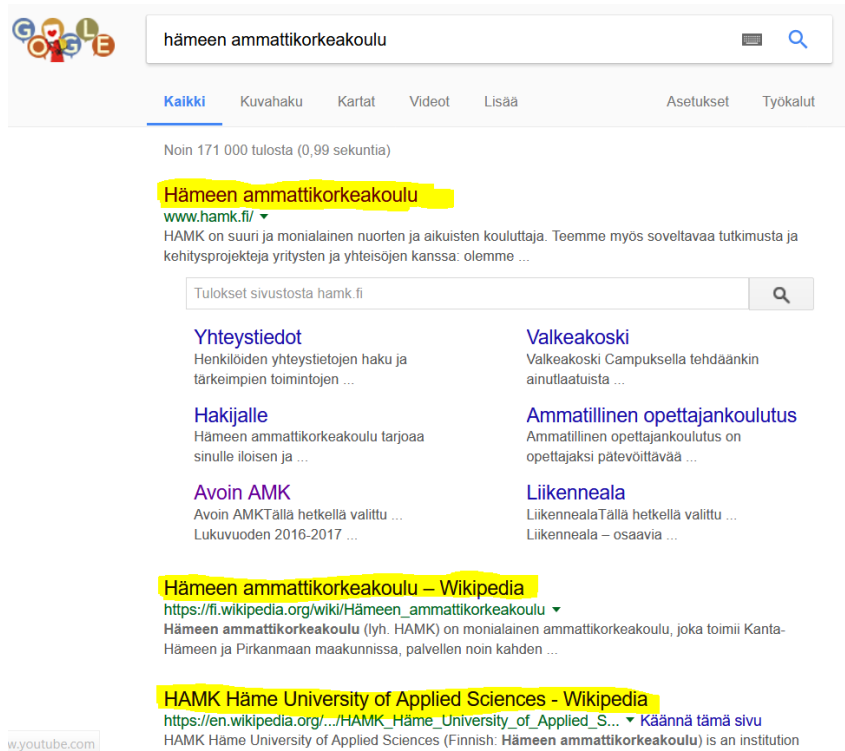 GOOGLE
hämeen ammattikorkeakoulu
Kaikki Kuvahaku Kartat Videot Lisää Asetukset Työkalut
Noin 171 000 tulosta (0,99 sekuntia)
Hämeen ammattikorkeakoulu
www.hamk.fi/
HAMK on suuri ja monialainen nuorten ja aikuisten kouluttaja. Teemme myös soveltavaa tutkimusta ja
kehitysprojekteja yritysten ja yhteisöjen kanssa: olemme ...
Tulokset sivustosta hamk.fi
Yhteystiedot
Henkilöiden yhteystietojen haku ja
tärkeimpien toimintojen ...
Valkeakoski
Valkeakoski Campuksella tehdäänkin
ainutlaatuista ...
Hakijalle
Hämeen ammattikorkeakoulu tarjoaa
sinulle iloisen ja ...
Ammatillinen opettajankoulutus
Ammatillinen opettajankoulutus on
opettajaksi pätevöittävää ...
Avoin AMK
Avoin AMKTällä hetkellä valittu ...
Lukuvuoden 2016-2017 ...
Liikenneala
LiikennealaTällä hetkellä valittu ...
Liikenneala – osaavia ...
Hämeen ammattikorkeakoulu – Wikipedia
https://fi.wikipedia.org/wiki/Hämeen_ammattikorkeakoulu
Hämeen ammattikorkeakoulu (lyh. HAMK) on monialainen ammattikorkeakoulu, joka toimii Kanta-
Hämeen ja Pirkanmaan maakunnissa, palvellen noin kahden ...
HAMK Häme University of Applied Sciences - Wikipedia
https://en.wikipedia.org/.../HAMK_Häme_University_of_Applied_S... Käännä tämä sivu
HAMK Häme University of Applied Sciences (Finnish: Hämeen ammattikorkeakoulu) is an institution
w.youtube.com